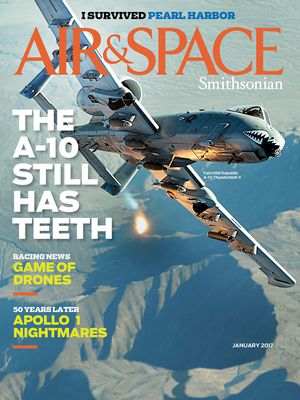 I SURVIVED PEARL HARBOR
AIR&SPACE
Smithsonian
THE
A-10
STILL
HAS
TEETH
Fairchild Republic
A-10 Thunderbolt II
RACING NEWS
GAME OF
DRONES
50 YEARS LATER
APOLLO 1
NIGHTMARES
JANUARY 2017